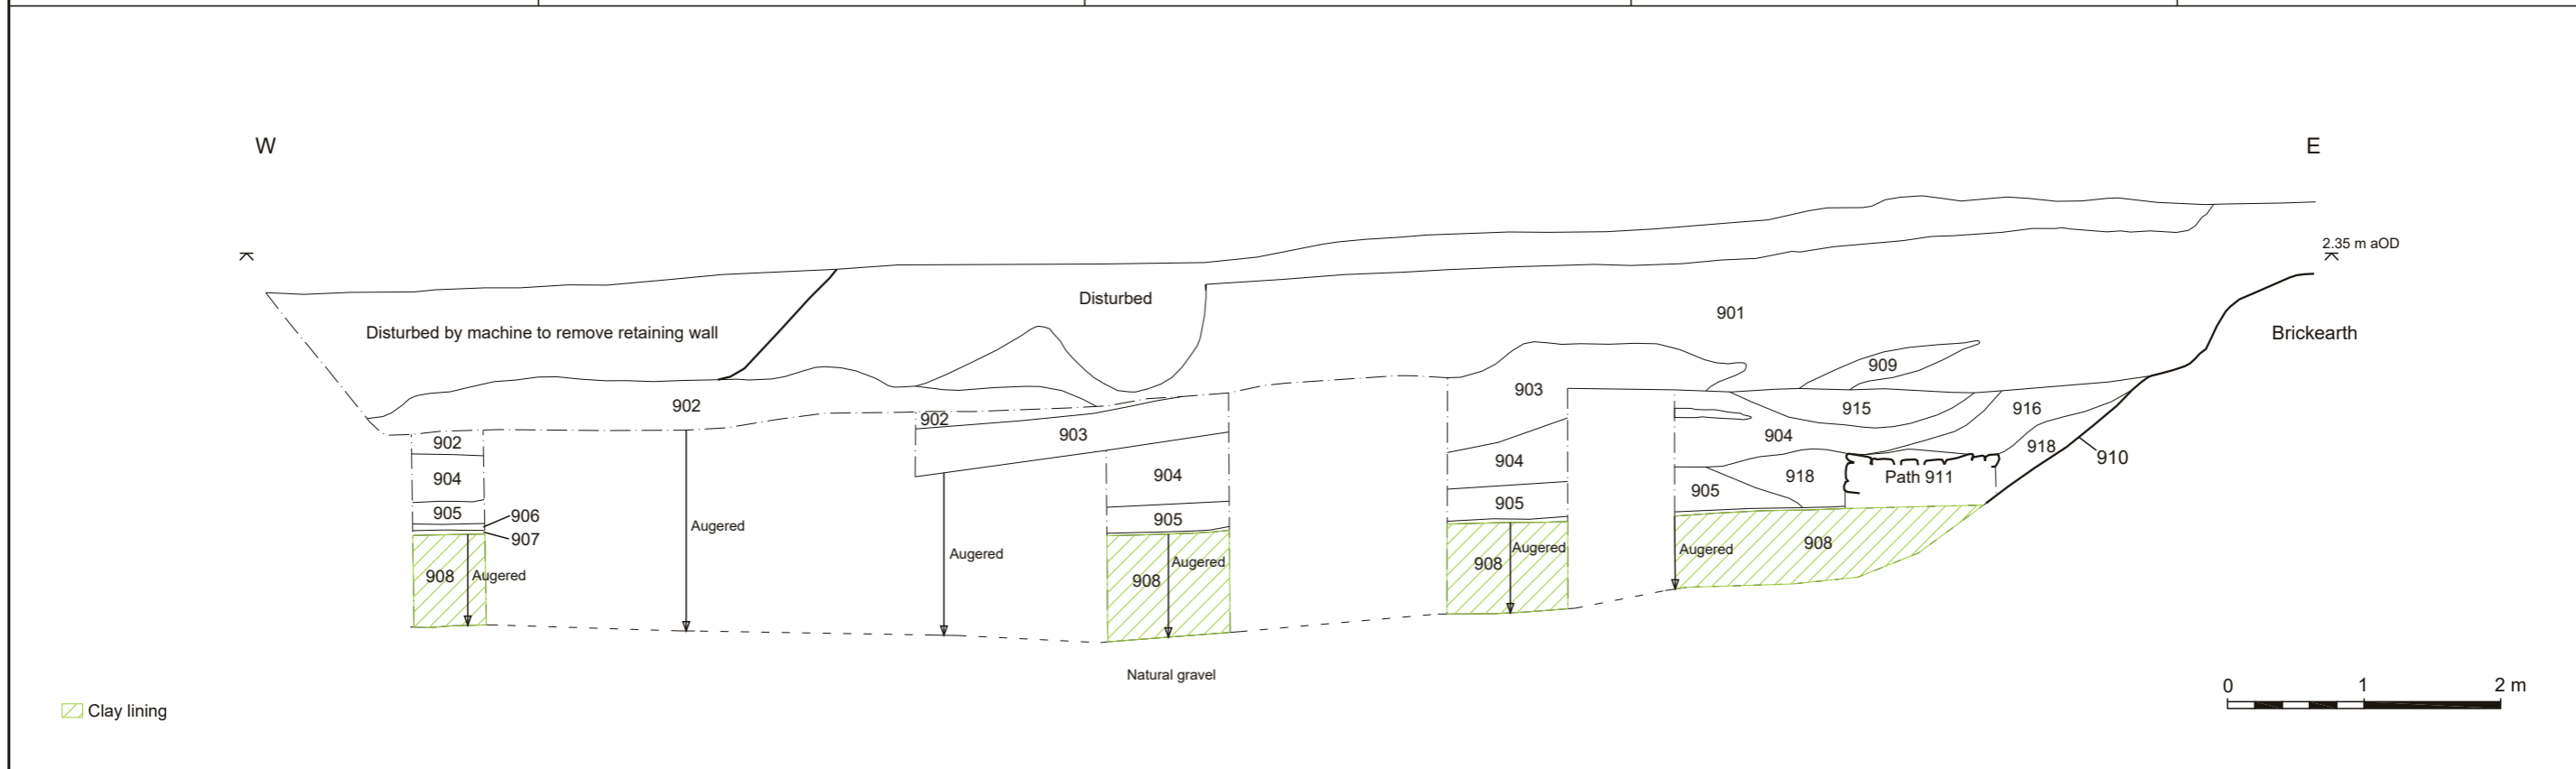 W
E
2.35 m aOD
Disturbed
901
Disturbed by machine to remove retaining wall
Brickearth
909
903
902
915
916
902
903
904
902
918
910
904
904
904
918
Path 911
905
905
905
905
906
907
Augered
Augered
Augered
Augered
Augered
Augered
908
908
908
908
Natural gravel
0 1 2 m
Clay lining